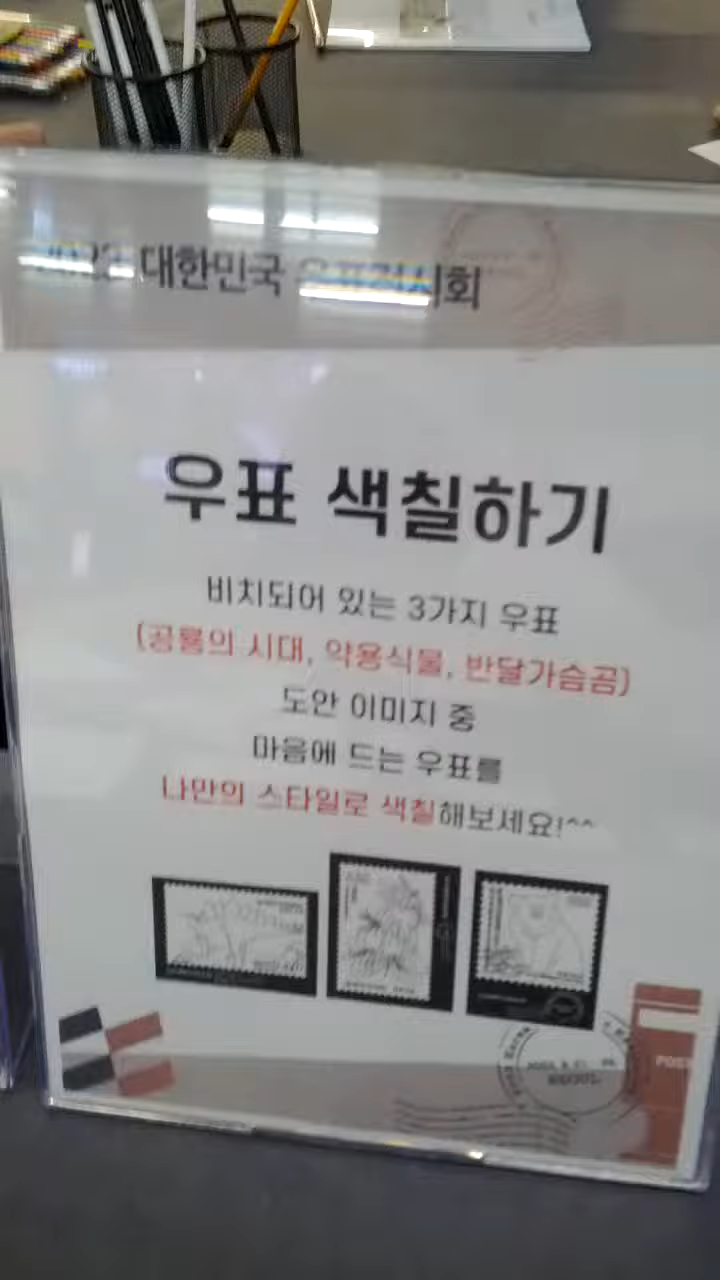 대한민국
우표 색칠하기
비치되어 있는 3가지 우표
(공룡의 시대, 약용식물, 반달가슴곰)
도안 이미지 중
마음에 드는 우표를
나만의 스타일로 색칠해보세요!^^
POST